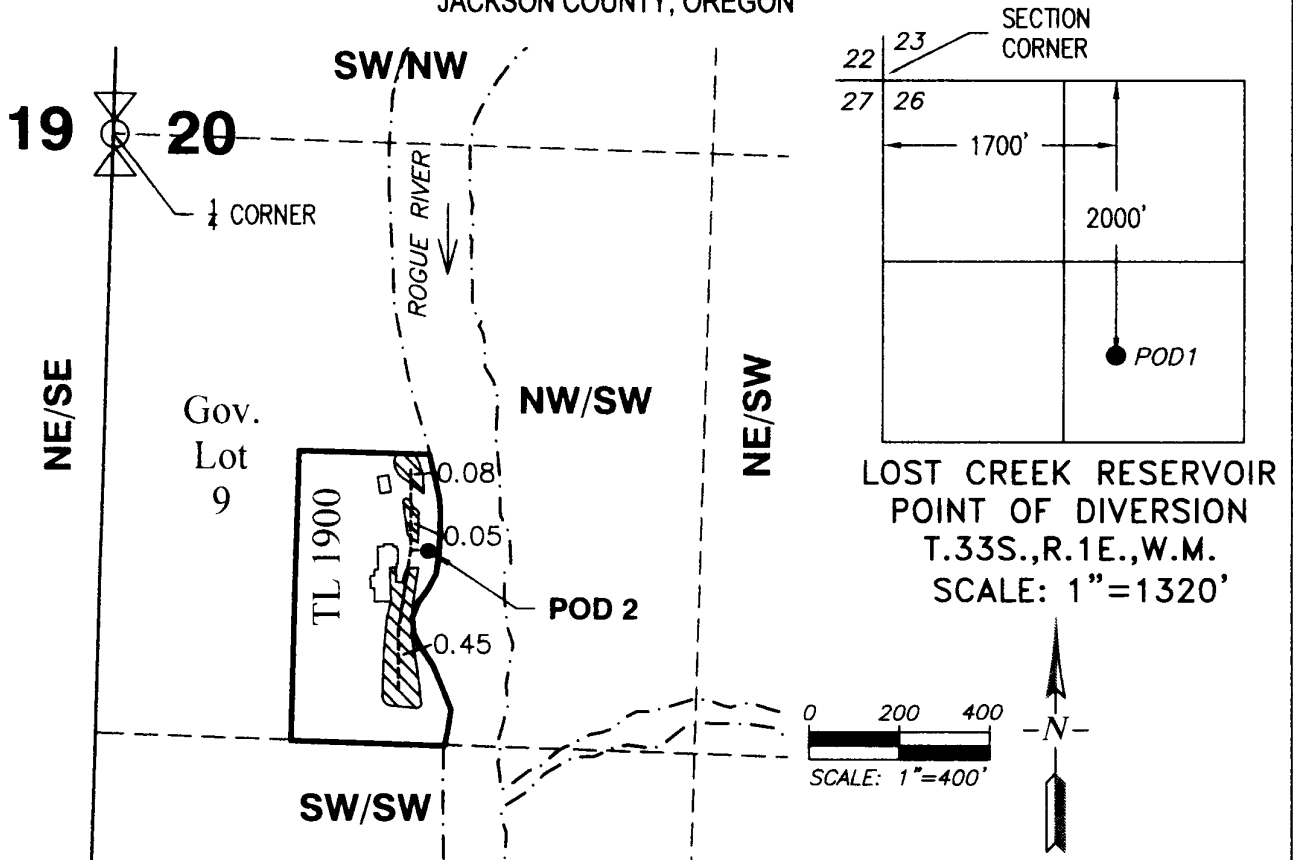 JACKSON COUNTY, OREGON
SW/NW
19
20
¼ CORNER
ROGUE RIVER
NE/SE
Gov.
Lot
9
NW/SW
NE/SW
TL 1900
0.08
0.05
POD 2
0.45
SW/SW
SECTION
CORNER
22 23
27 26
1700'
2000'
POD1
LOST CREEK RESERVOIR
POINT OF DIVERSION
T.33S.,R.1E.,W.M.
SCALE: 1"=1320'
0 200 400
SCALE: 1"=400'
-N-